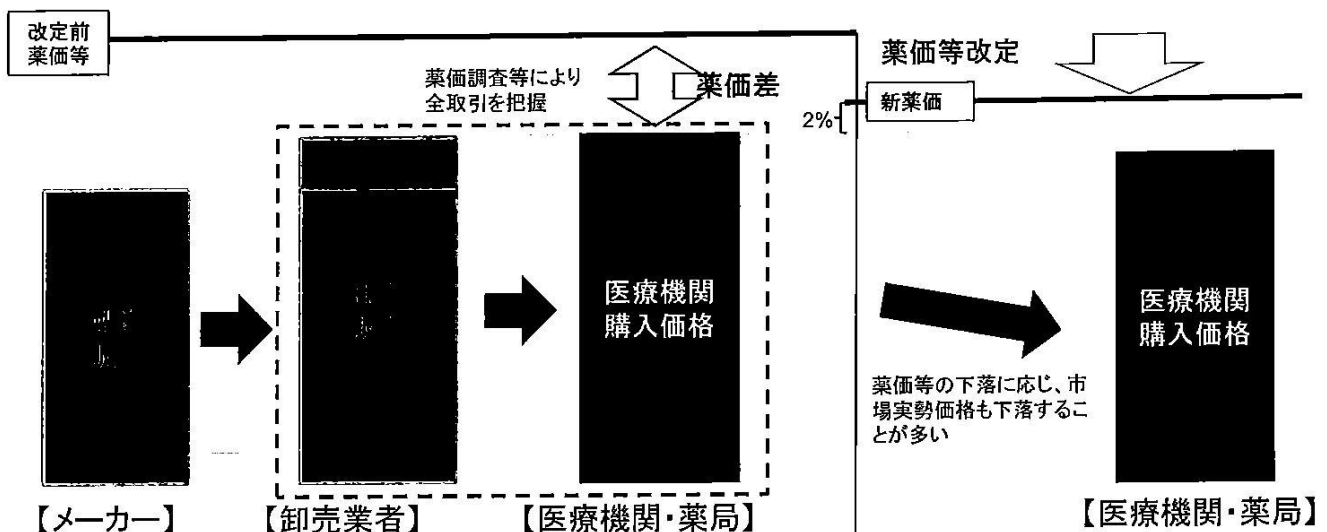 改定前
薬価等
薬価調査等により
全取引を把握
薬価差
薬価等改定
新薬価
2%
医療機関
購入価格
医療機関
購入価格
薬価等の下落に応じ、市
場実勢価格も下落するこ
とが多い
【メーカー】
【卸売業者】
【医療機関・薬局】
【医療機関・薬局】